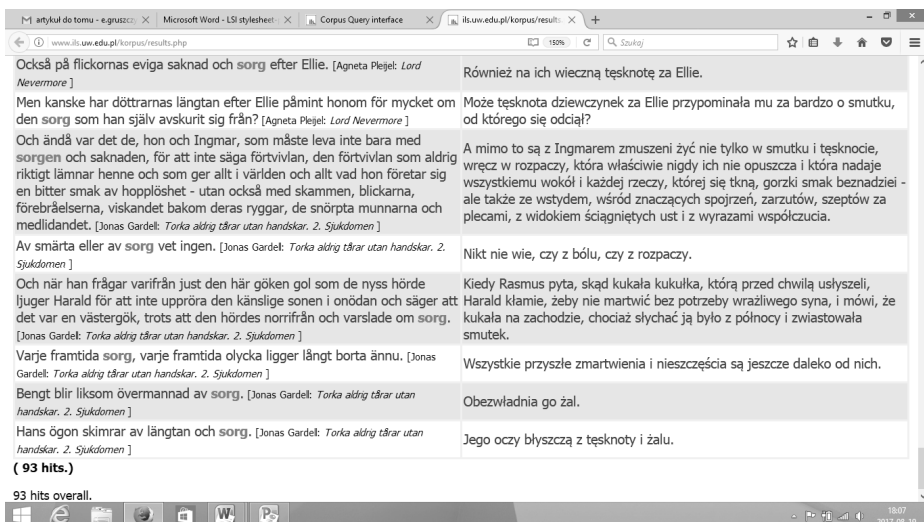 artykuł do tomu - e.gruszcz
Microsoft Word - LSI stylesheet
Corpus Query interface
ils.uw.edu.pl/korpus/results.
www.ils.uw.edu.pl/korpus/results.php
150%
Szukaj
Också på flickornas eviga saknad och sorg efter Ellie. [Agneta Pleijel: Lord
Nevermore ]
Również na ich wieczną tęsknotę za Ellie.
Men kanske har döttrarnas längtan efter Ellie påmint honom för mycket om
den sorg som han själv avskurit sig från? [Agneta Pleijel: Lord Nevermore ]
Może tęsknota dziewczynek za Ellie przypominała mu za bardzo o smutku,
od którego się odciął?
Och ändå var det de, hon och Ingmar, som måste leva inte bara med
sorgen och saknaden, för att inte säga förtvivlan, den förtvivlan som aldrig
riktigt lämnar henne och som ger allt i världen och allt vad hon företar sig
en bitter smak av hopplöshet - utan också med skammen, blickarna,
förebråelserna, viskandet bakom deras ryggar, de snörpta munnarna och
medlidandet. [Jonas Gardell: Torka aldrig tårar utan handskar. 2. Sjukdomen ]
A mimo to są z Ingmarem zmuszeni żyć nie tylko w smutku i tęsknocie,
wręcz w rozpaczy, która właściwie nigdy ich nie opuszcza i która nadaje
wszystkiemu wokół i każdej rzeczy, której się tkną, gorzki smak beznadziei -
ale także ze wstydem, wśród znaczących spojrzeń, zarzutów, szeptów za
plecami, z widokiem ściągniętych ust i z wyrazami współczucia.
Av smärta eller av sorg vet ingen. [Jonas Gardell: Torka aldrig tårar utan handskar. 2.
Sjukdomen ]
Nikt nie wie, czy z bólu, czy z rozpaczy.
Och när han frågar varifrån just den här göken gol som de nyss hörde
ljuger Harald för att inte uppröra den känslige sonen i onödan och säger att
det var en västergök, trots att den hördes norrifrån och varslade om sorg.
[Jonas Gardell: Torka aldrig tårar utan handskar. 2. Sjukdomen ]
Kiedy Rasmus pyta, skąd kukała kukułka, którą przed chwilą usłyszeli,
Harald kłamie, żeby nie martwić bez potrzeby wrażliwego syna, i mówi, że
kukała na zachodzie, chociaż słychać ją było z północy i zwiastowała
smutek.
Varje framtida sorg, varje framtida olycka ligger långt borta ännu. [Jonas
Gardell: Torka aldrig tårar utan handskar. 2. Sjukdomen ]
Wszystkie przyszłe zmartwienia i nieszczęścia są jeszcze daleko od nich.
Bengt blir liksom övermannad av sorg. [Jonas Gardell: Torka aldrig tårar utan
handskar. 2. Sjukdomen ]
Obezwładnia go żal.
Hans ögon skimrar av längtan och sorg. [Jonas Gardell: Torka aldrig tårar utan
handskar. 2. Sjukdomen ]
Jego oczy błyszczą z tęsknoty i żalu.
( 93 hits.)
93 hits overall.
18:07
2017-08-19